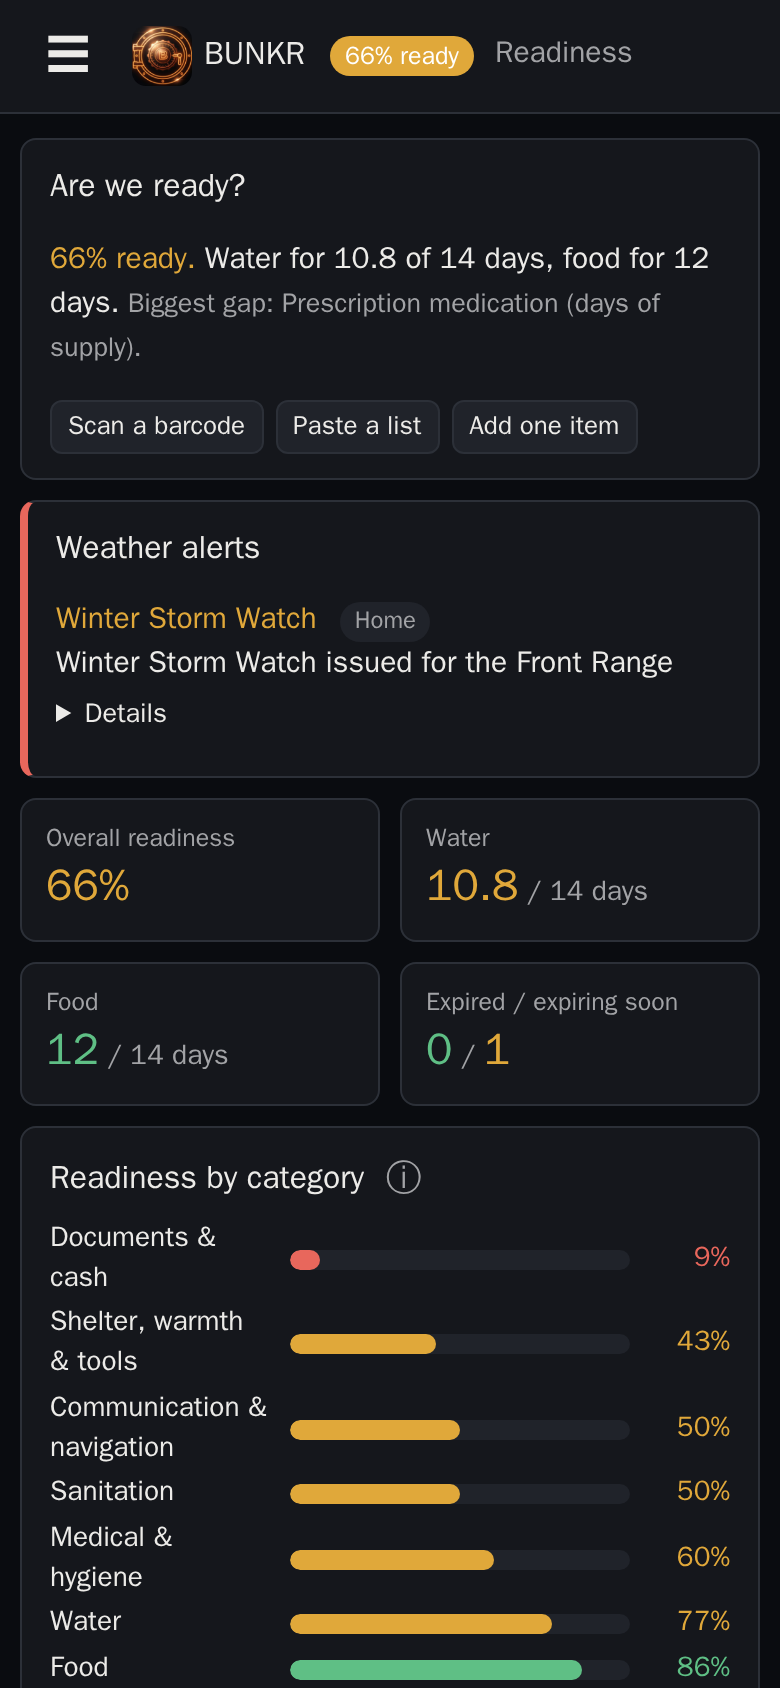 BUNKR 66% ready Readiness
Are we ready?
66% ready. Water for 10.8 of 14 days, food for 12
days. Biggest gap: Prescription medication (days of
supply).
Scan a barcode Paste a list Add one item
Weather alerts
Winter Storm Watch Home
Winter Storm Watch issued for the Front Range
Details
Overall readiness
66%
Water
10.8 / 14 days
Food
12 / 14 days
Expired / expiring soon
0 / 1
Readiness by category
Documents &
cash
9%
Shelter, warmth
& tools
43%
Communication &
navigation
50%
Sanitation
50%
Medical &
hygiene
60%
Water
77%
Food
86%